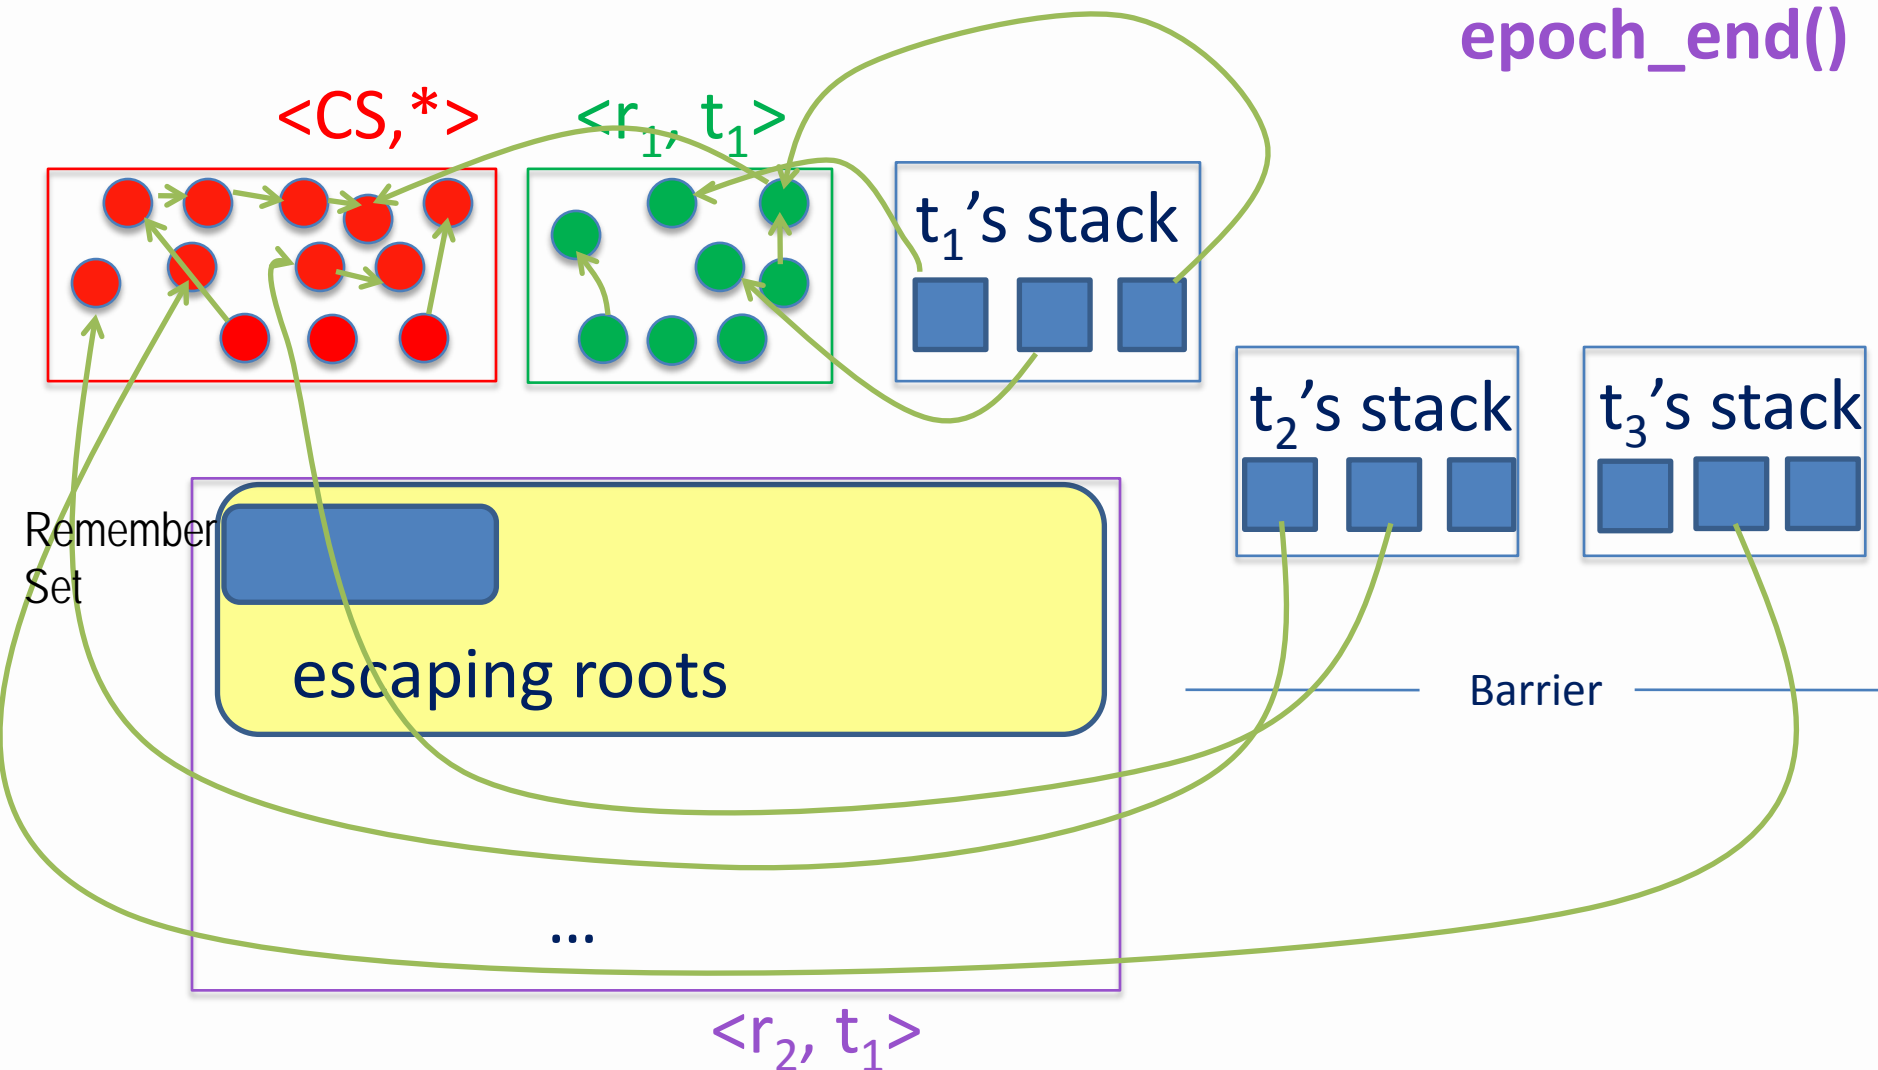 epoch_end()
<CS,*>
<r₁, t₁>
t₁’s stack
t₂’s stack
t₃’s stack
Remember
Set
escaping roots
Barrier
...
<r₂, t₁>